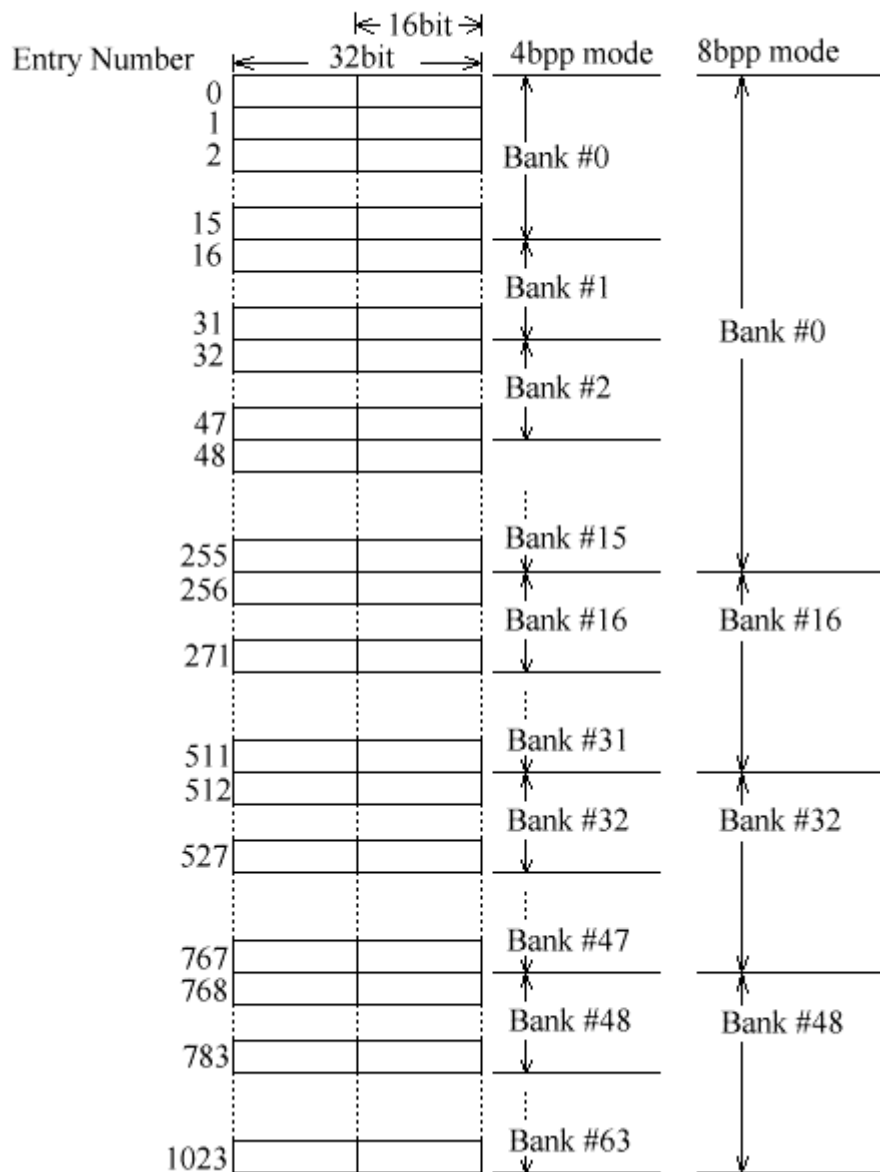 16bit
Entry Number 32bit 4bpp mode 8bpp mode
0
1
2 Bank #0
15
16
Bank #1
31
32 Bank #0
Bank #2
47
48
255 Bank #15
256
Bank #16 Bank #16
271
511 Bank #31
512
Bank #32 Bank #32
527
767 Bank #47
768
Bank #48 Bank #48
783
1023 Bank #63